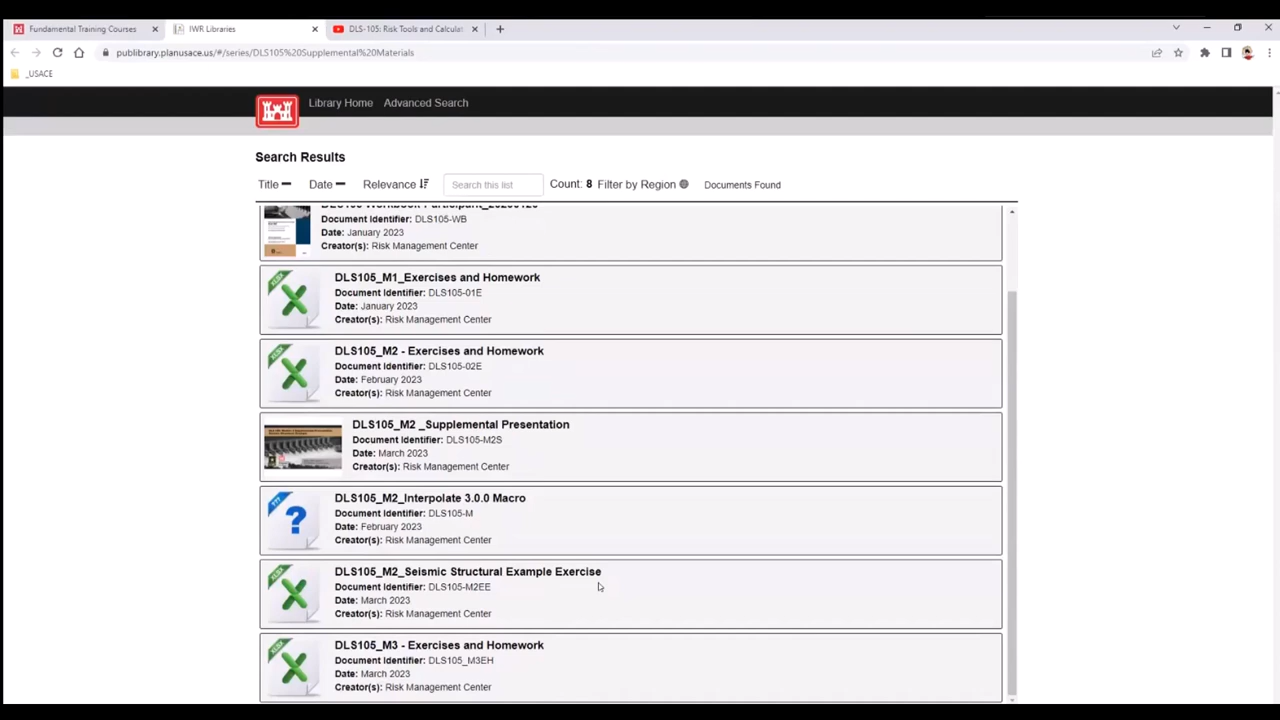 Fundamental Training Courses
IWR Libraries
DLS-105: Risk Tools and Calcula
publibrary.planusace.us/#/series/DLS105%20Supplemental%20Materials
_USACE
Library Home Advanced Search
Search Results
Title Date Relevance Search this list Count: 8 Filter by Region Documents Found
Document Identifier: DLS105-WB
Date: January 2023
Creator(s): Risk Management Center
DLS105_M1_Exercises and Homework
Document Identifier: DLS105-01E
Date: January 2023
Creator(s): Risk Management Center
DLS105_M2 - Exercises and Homework
Document Identifier: DLS105-02E
Date: February 2023
Creator(s): Risk Management Center
DLS105_M2 _Supplemental Presentation
Document Identifier: DLS105-M2S
Date: March 2023
Creator(s): Risk Management Center
DLS105_M2_Interpolate 3.0.0 Macro
Document Identifier: DLS105-M
Date: February 2023
Creator(s): Risk Management Center
DLS105_M2_Seismic Structural Example Exercise
Document Identifier: DLS105-M2EE
Date: March 2023
Creator(s): Risk Management Center
DLS105_M3 - Exercises and Homework
Document Identifier: DLS105_M3EH
Date: March 2023
Creator(s): Risk Management Center